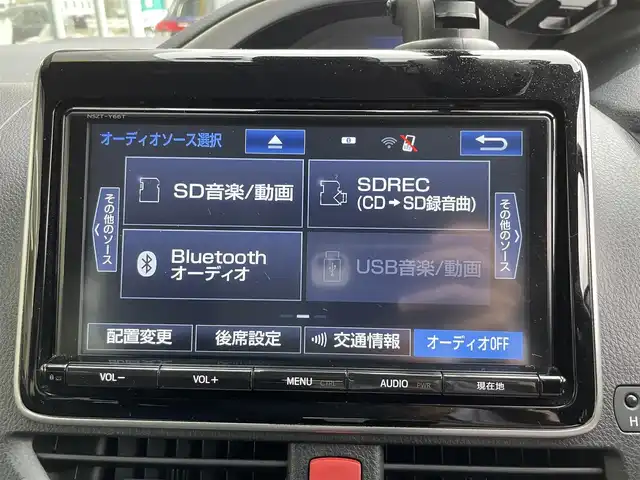 NSZT-Y66T
オーディオソース選択
SD音楽/動画
SDREC
(CD➔SD録音曲)
その他のソース
その他のソース
Bluetooth
オーディオ
USB音楽/動画
配置変更
後席設定
交通情報
オーディオOFF
VOL−
VOL+
MENU
AUDIO PWR
現在地
H